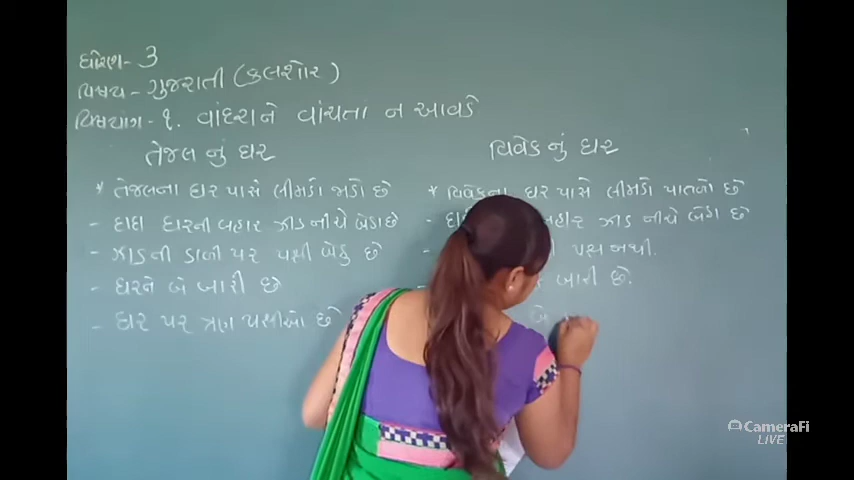 ધોરણ - 3
વિષય - ગુજરાતી (કલશોર)
વિષયાંગ - ૧. વાંદરાને વાંચતા ન આવડે
તેજલ નું ઘર
* તેજલના ઘર પાસે લીમડો જાડો છે
- દાદા ઘરની બહાર ઝાડ નીચે બેઠા છે
- ઝાડની ડાળી પર પક્ષી બેઠું છે
- ઘરને બે બારી છે
- ઘર પર ત્રણ પક્ષીઓ છે
વિવેક નું ઘર
* વિવેકના ઘર પાસે લીમડો પાતળો છે
- બહાર ઝાડ નીચે બેઠા છે
- નથી.
- બારી છે.
બે
CameraFi
LIVE